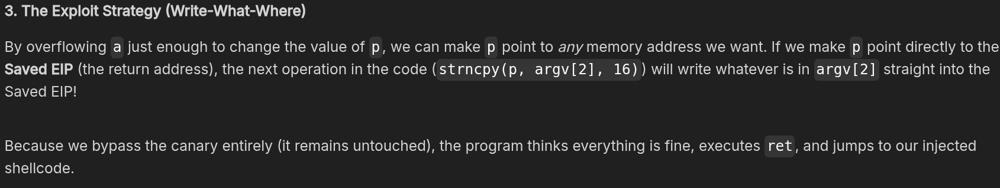 3. The Exploit Strategy (Write-What-Where)
By overflowing a just enough to change the value of p, we can make p point to any memory address we want. If we make p point directly to the
Saved EIP (the return address), the next operation in the code (strncpy(p, argv[2], 16)) will write whatever is in argv[2] straight into the
Saved EIP!
Because we bypass the canary entirely (it remains untouched), the program thinks everything is fine, executes ret, and jumps to our injected
shellcode.